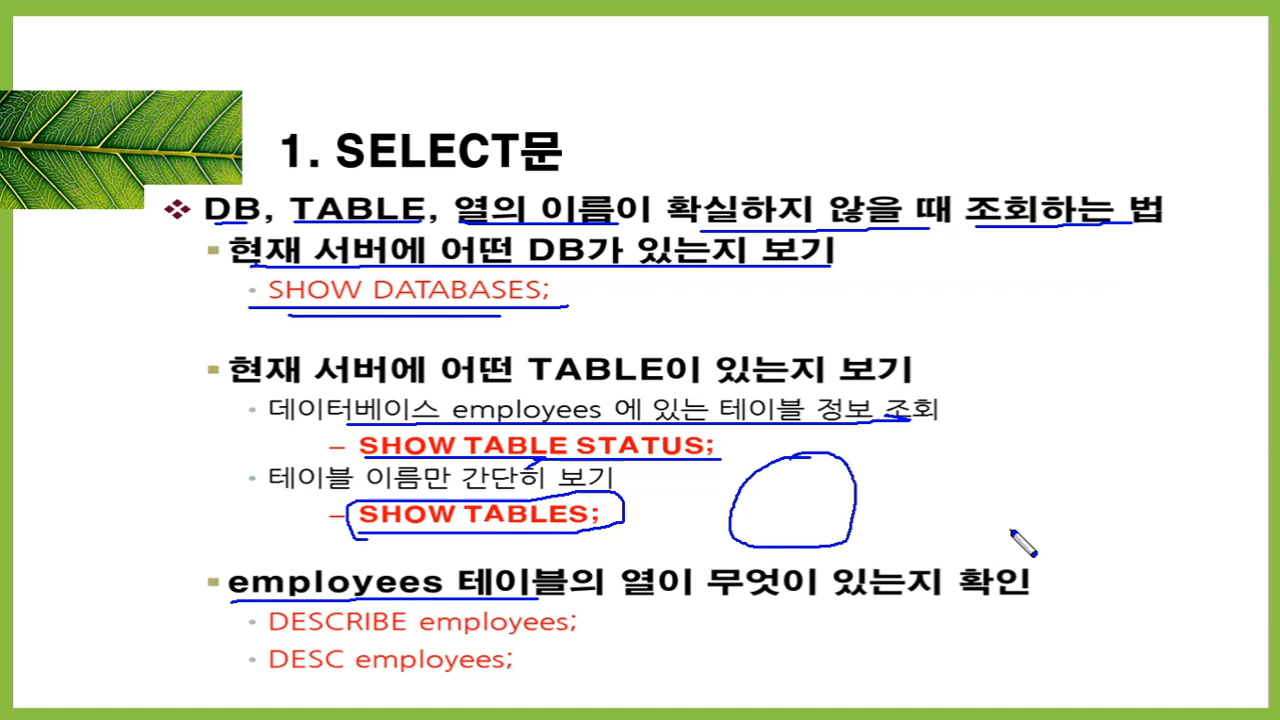 1. SELECT문
❖ DB, TABLE, 열의 이름이 확실하지 않을 때 조회하는 법
▪ 현재 서버에 어떤 DB가 있는지 보기
• SHOW DATABASES;
▪ 현재 서버에 어떤 TABLE이 있는지 보기
• 데이터베이스 employees 에 있는 테이블 정보 조회
– SHOW TABLE STATUS;
• 테이블 이름만 간단히 보기
– SHOW TABLES;
▪ employees 테이블의 열이 무엇이 있는지 확인
• DESCRIBE employees;
• DESC employees;